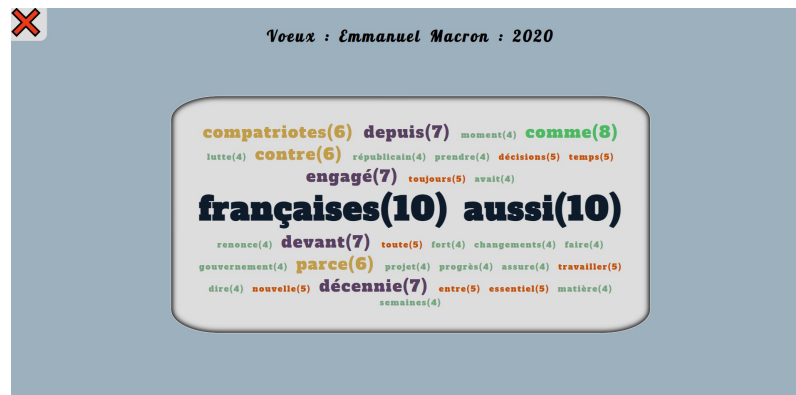 Voeux : Emmanuel Macron : 2020
compatriotes(6) depuis(7) moment(4) comme(8)
lutte(4) contre(6) républicain(4) prendre(4) décisions(5) temps(5)
engagé(7) toujours(5) avait(4)
françaises(10) aussi(10)
renonce(4) devant(7) toute(5) fort(4) changements(4) faire(4)
gouvernement(4) parce(6) projet(4) progrès(4) assure(4) travailler(5)
dire(4) nouvelle(5) décennie(7) entre(5) essentiel(5) matière(4)
semaines(4)